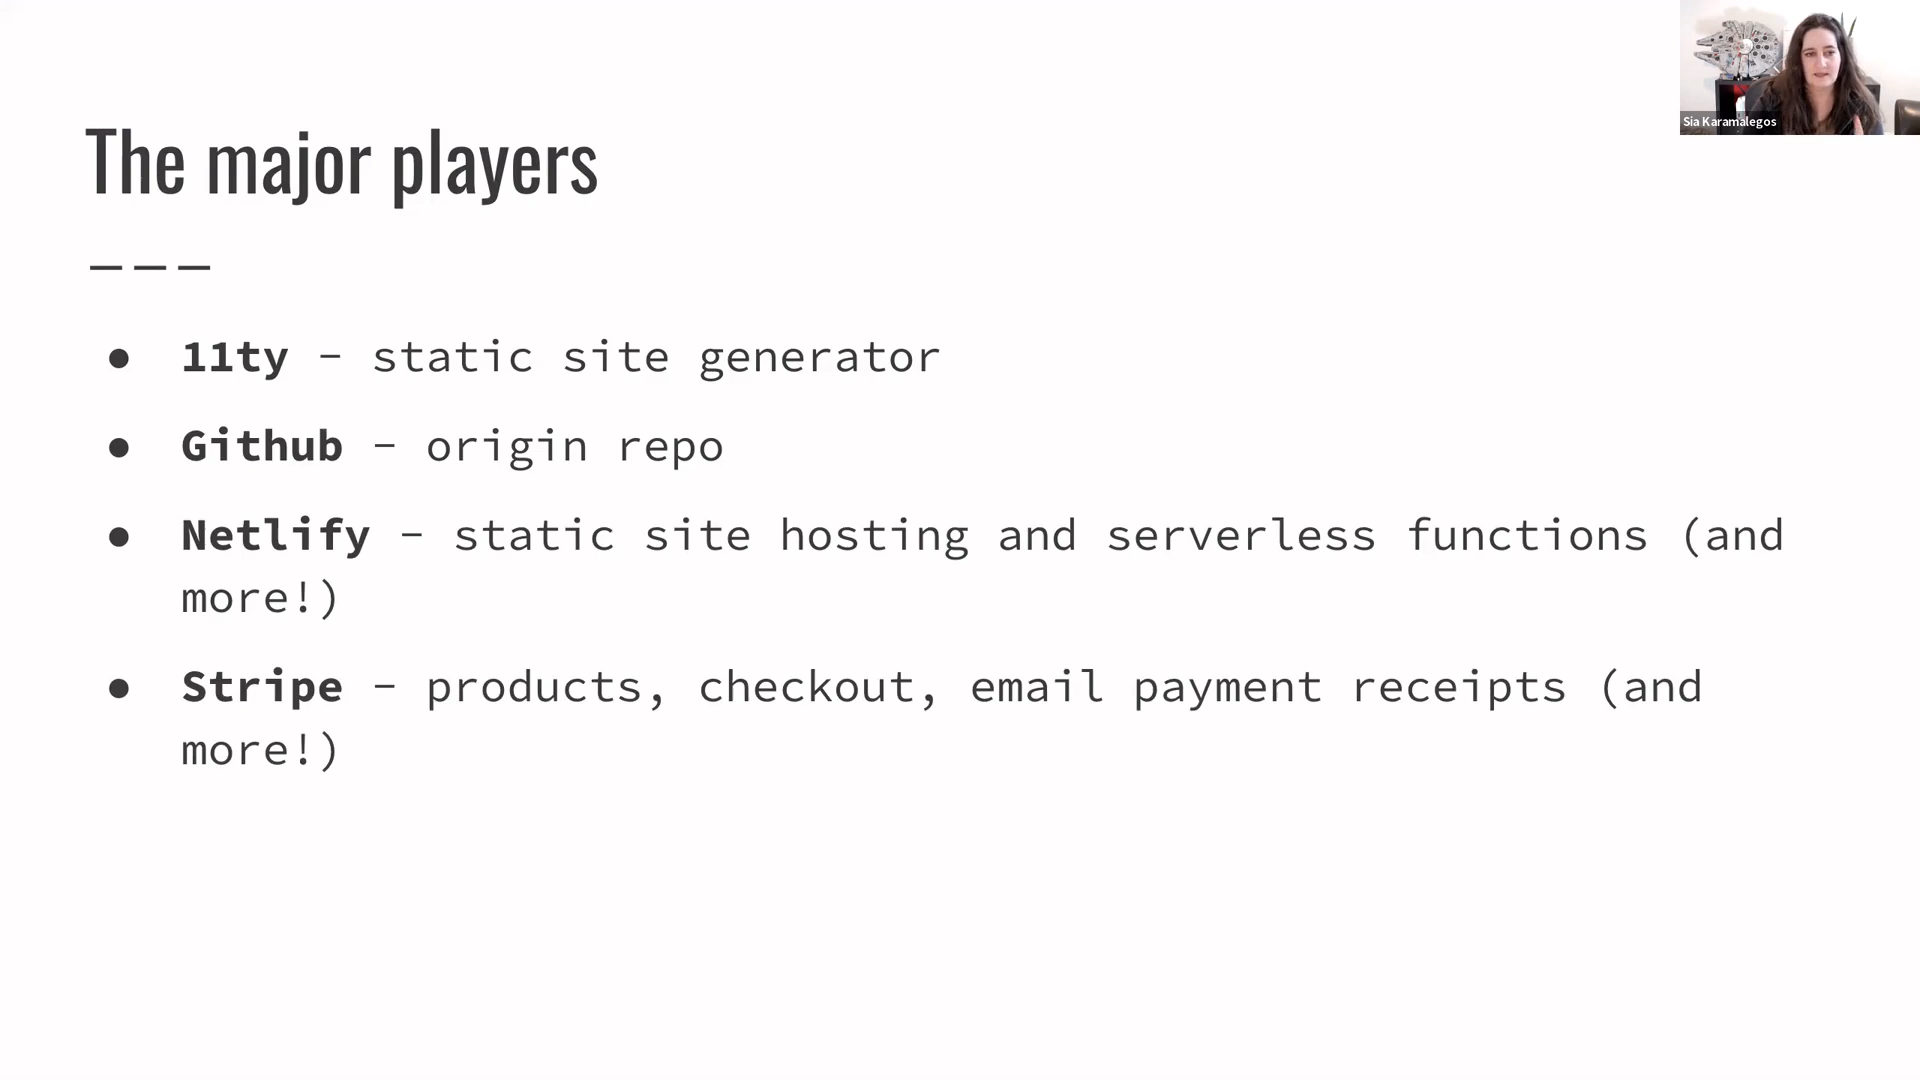 Sia Karamalegos
The major players
● 11ty – static site generator
● Github – origin repo
● Netlify – static site hosting and serverless functions (and
more!)
● Stripe – products, checkout, email payment receipts (and
more!)